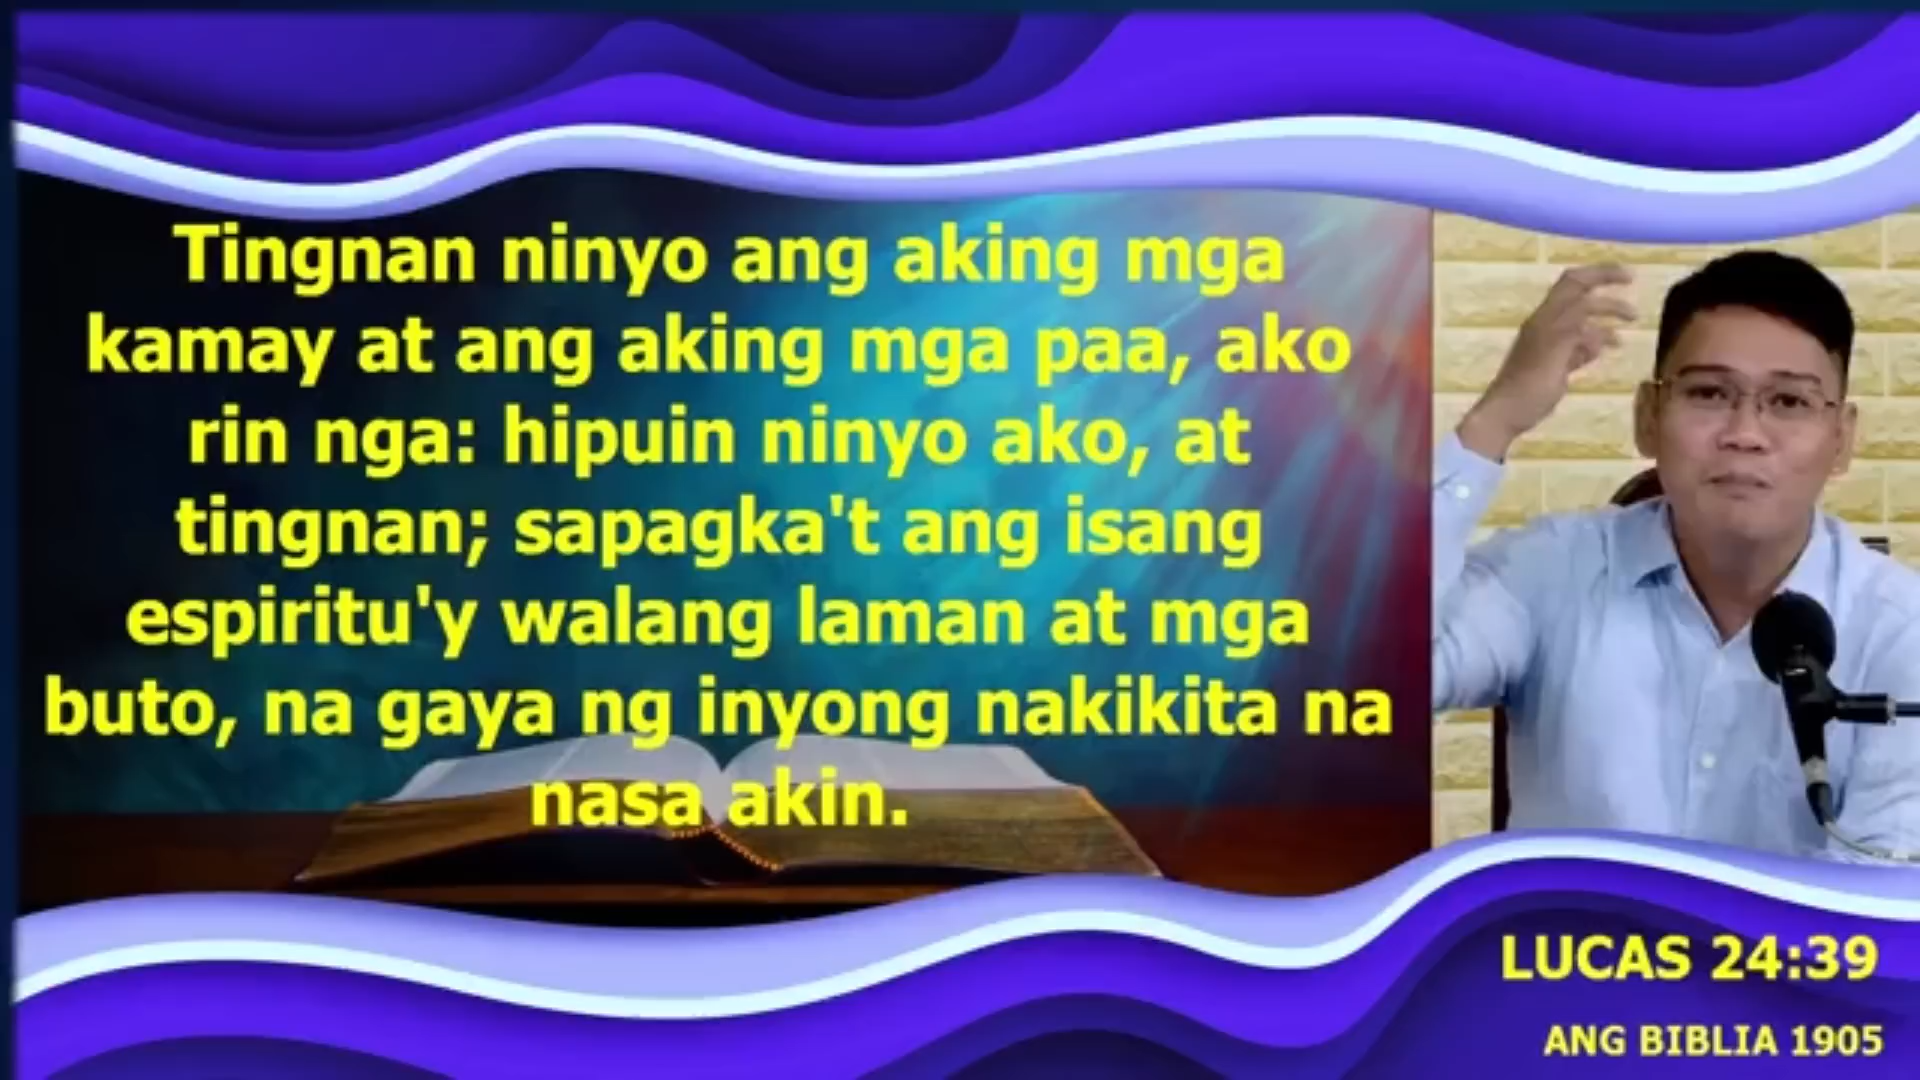 Tingnan ninyo ang aking mga
kamay at ang aking mga paa, ako
rin nga: hipuin ninyo ako, at
tingnan; sapagka't ang isang
espiritu'y walang laman at mga
buto, na gaya ng inyong nakikita na
nasa akin.
LUCAS 24:39
ANG BIBLIA 1905